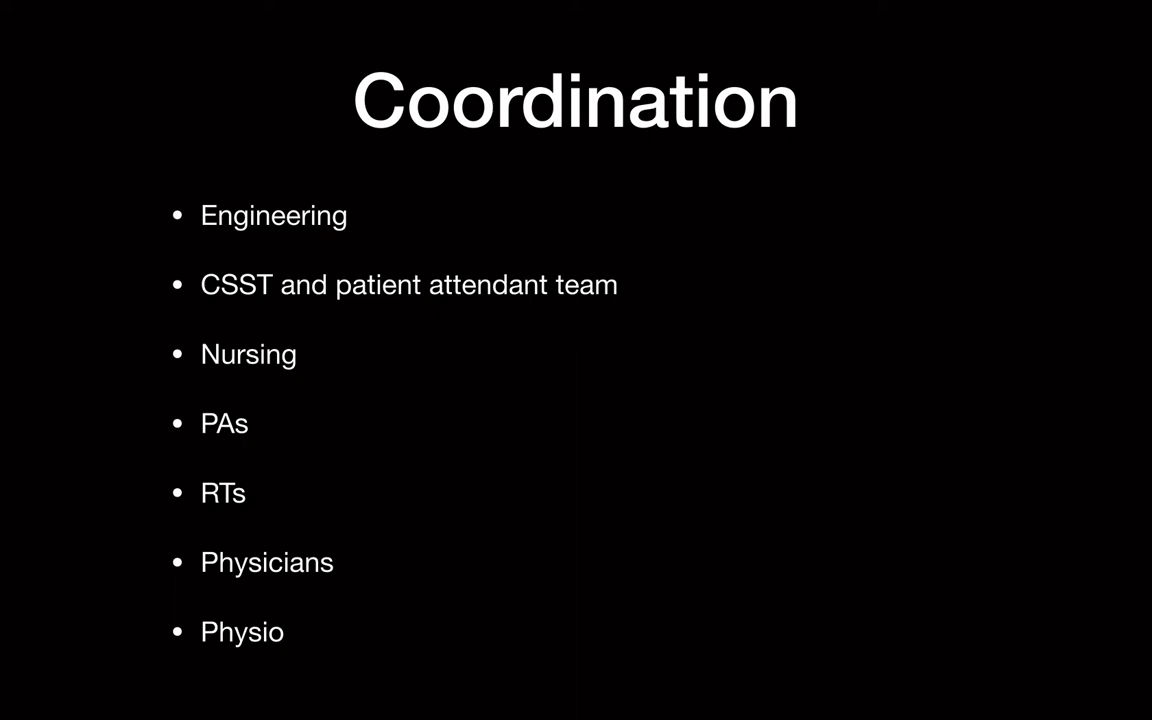 Coordination
• Engineering
• CSST and patient attendant team
• Nursing
• PAs
• RTs
• Physicians
• Physio